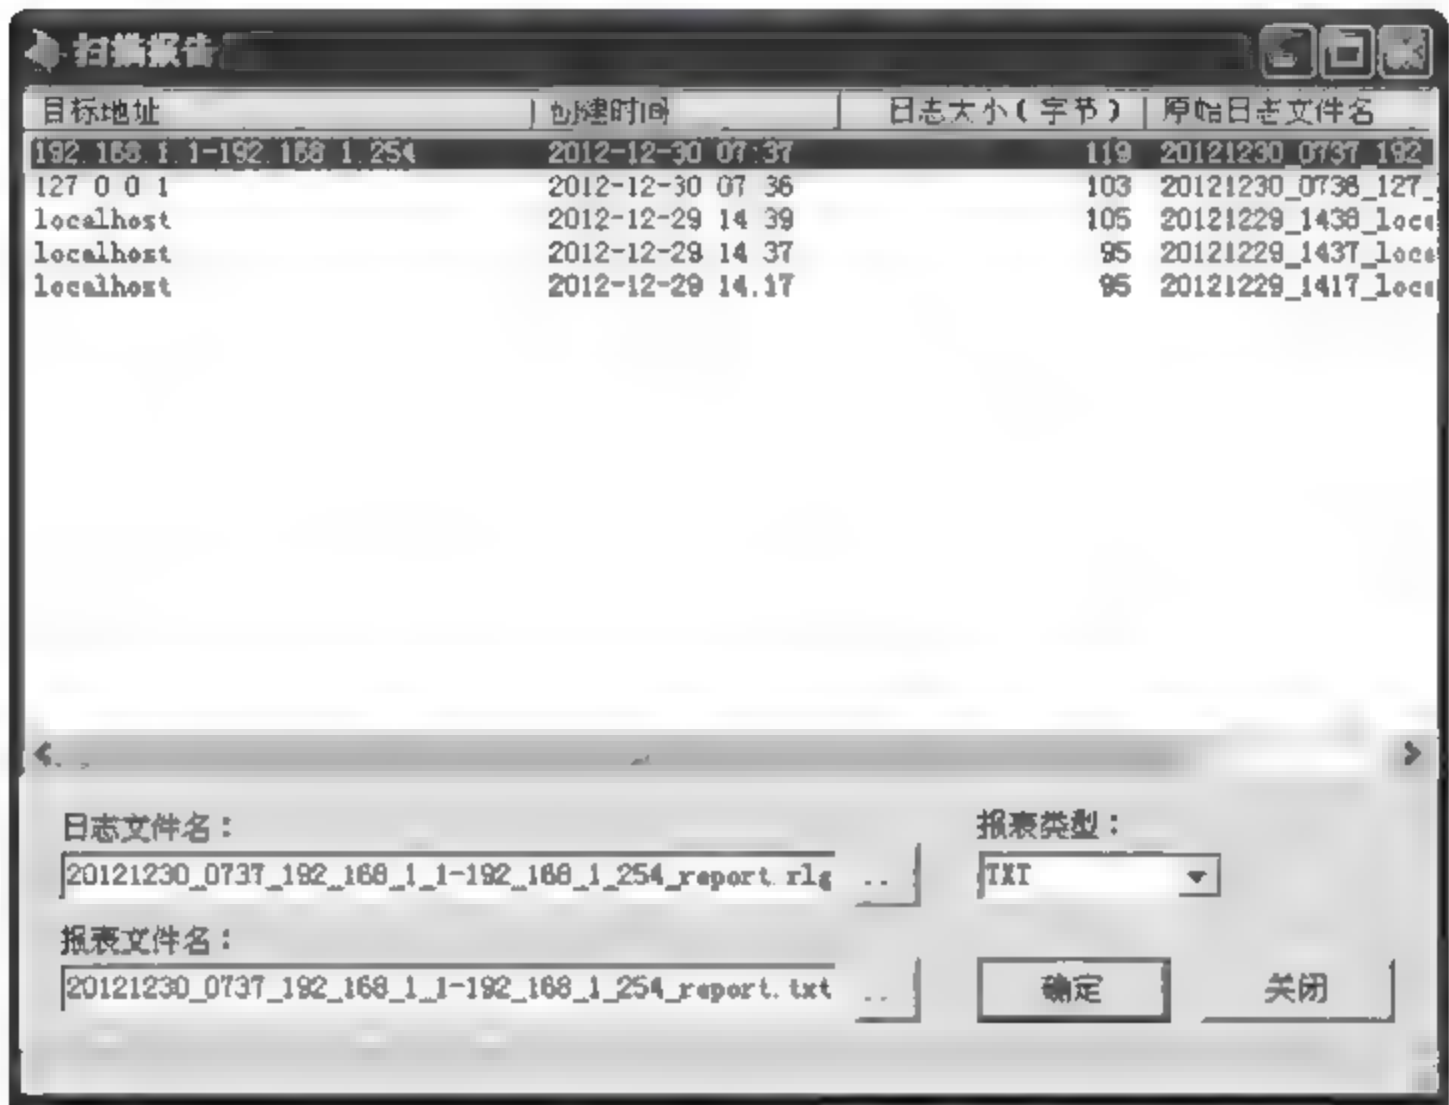 扫描报告
目标地址 创建时间 日志大小(字节) 原始日志文件名
192.168.1.1-192.168.1.254 2012-12-30 07:37 119 20121230_0737_192_
127 0 0 1 2012-12-30 07 36 103 20121230_0736_127_
localhost 2012-12-29 14 39 105 20121229_1438_loca
localhost 2012-12-29 14 37 95 20121229_1437_loca
localhost 2012-12-29 14.17 95 20121229_1417_loca
日志文件名: 报表类型:
20121230_0737_192_168_1_1-192_168_1_254_report.rlg .. TXT
报表文件名:
20121230_0737_192_168_1_1-192_168_1_254_report.txt .. 确定 关闭